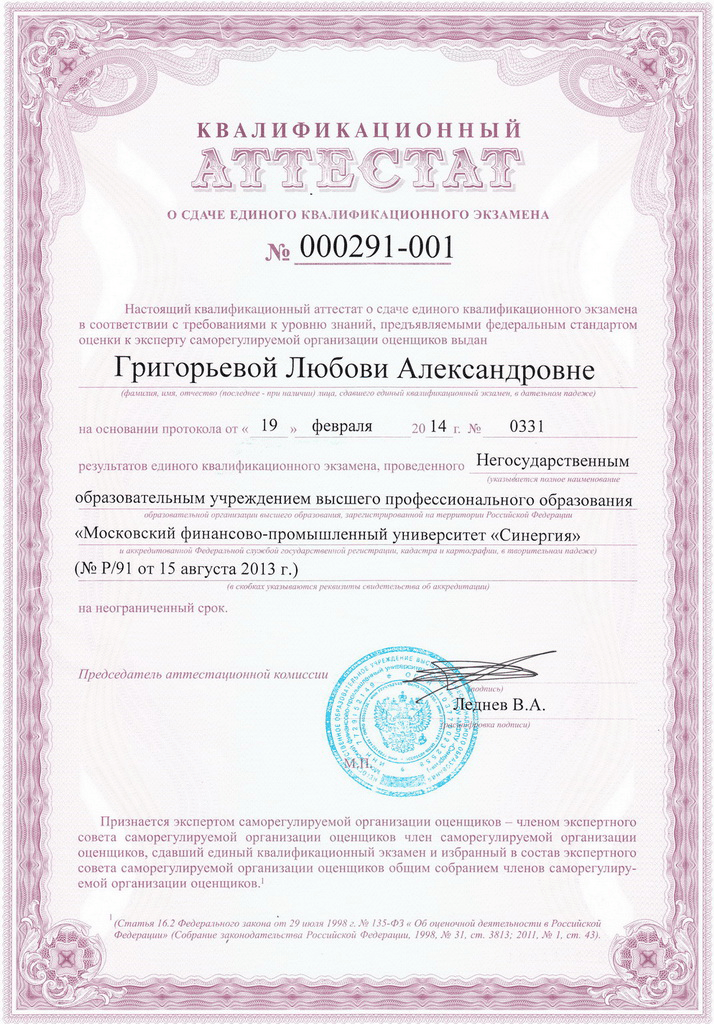 КВАЛИФИКАЦИОННЫЙ
АТТЕСТАТ
О СДАЧЕ ЕДИНОГО КВАЛИФИКАЦИОННОГО ЭКЗАМЕНА
№ 000291-001
Настоящий квалификационный аттестат о сдаче единого квалификационного экзамена
в соответствии с требованиями к уровню знаний, предъявляемыми федеральным стандартом
оценки к эксперту саморегулируемой организации оценщиков выдан
Григорьевой Любови Александровне
(фамилия, имя, отчество (последнее - при наличии) лица, сдавшего единый квалификационный экзамен, в дательном падеже)
на основании протокола от « 19 » февраля 2014 г. № 0331
результатов единого квалификационного экзамена, проведенного Негосударственным
(указывается полное наименование
образовательным учреждением высшего профессионального образования
образовательной организации высшего образования, зарегистрированной на территории Российской Федерации
«Московский финансово-промышленный университет «Синергия»
и аккредитованной Федеральной службой государственной регистрации, кадастра и картографии, в творительном падеже)
(№ Р/91 от 15 августа 2013 г.)
(в скобках указываются реквизиты свидетельства об аккредитации)
на неограниченный срок.
Председатель аттестационной комиссии
(подпись)
Леднев В.А.
(расшифровка подписи)
М.П.
Признается экспертом саморегулируемой организации оценщиков – членом экспертного
совета саморегулируемой организации оценщиков член саморегулируемой организации
оценщиков, сдавший единый квалификационный экзамен и избранный в состав экспертного
совета саморегулируемой организации оценщиков общим собранием членов саморегулиру-
емой организации оценщиков.¹
¹ (Статья 16.2 Федерального закона от 29 июля 1998 г. № 135-ФЗ « Об оценочной деятельности в Российской
Федерации» (Собрание законодательства Российской Федерации, 1998, № 31, ст. 3813; 2011, № 1, ст. 43).